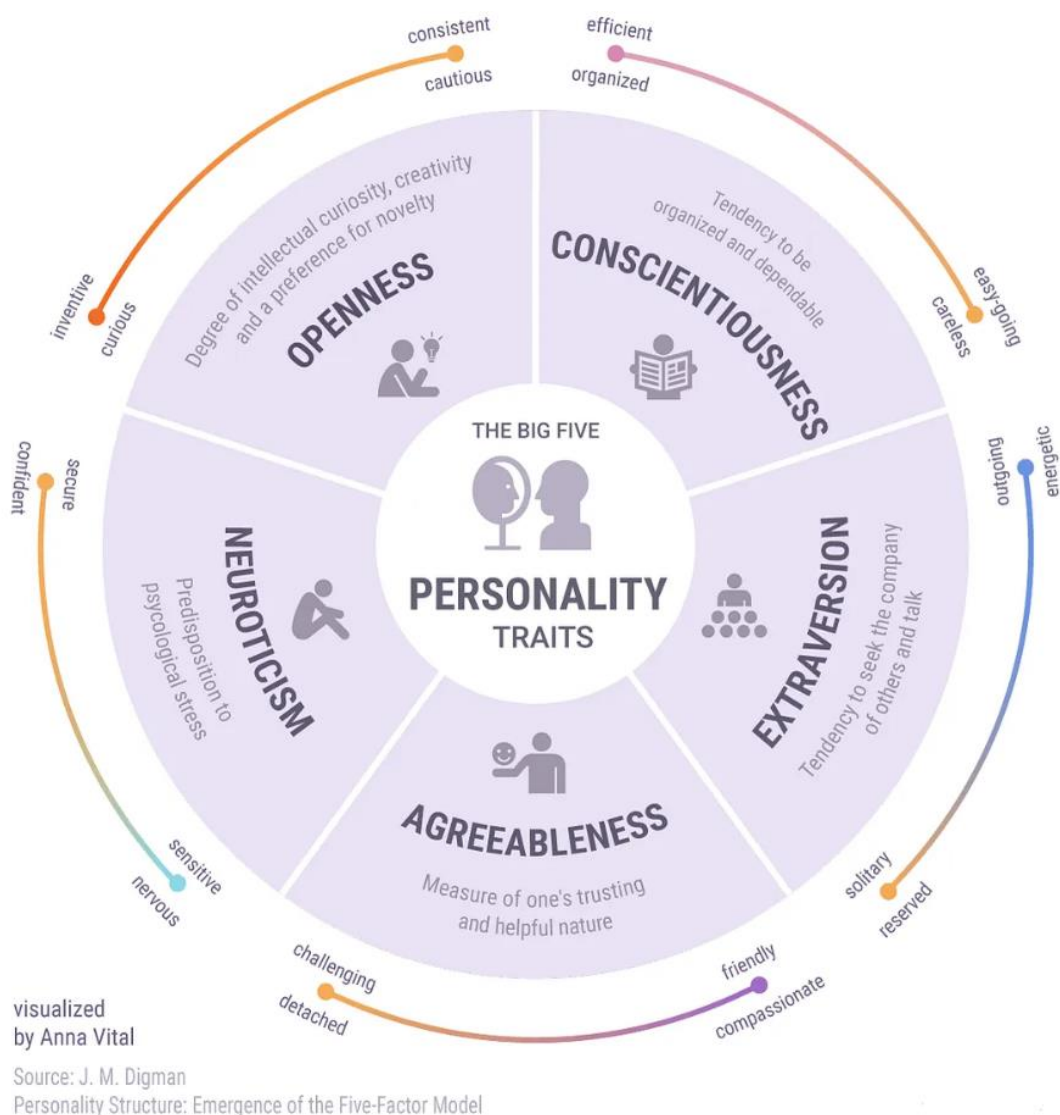 consistent
cautious
inventive
curious
OPENNESS
Degree of intellectual curiosity, creativity
and a preference for novelty
efficient
organized
easy-going
careless
CONSCIENTIOUSNESS
Tendency to be
organized and dependable
THE BIG FIVE
PERSONALITY
TRAITS
energetic
outgoing
solitary
reserved
EXTRAVERSION
Tendency to seek the company
of others and talk
AGREEABLENESS
Measure of one's trusting
and helpful nature
friendly
compassionate
challenging
detached
NEUROTICISM
Predisposition to
psycological stress
secure
confident
sensitive
nervous
visualized
by Anna Vital
Source: J. M. Digman
Personality Structure: Emergence of the Five-Factor Model